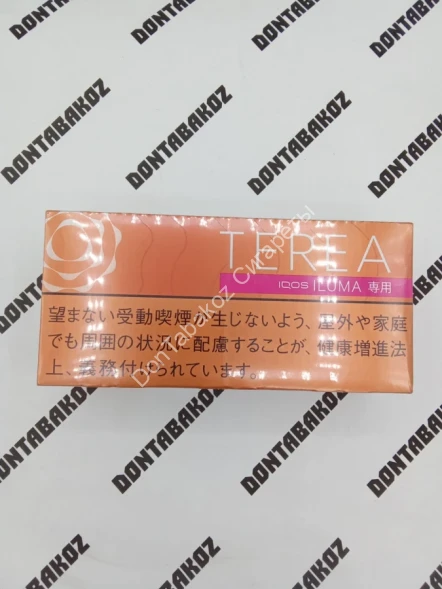 DONTABAKOZ
DONTABAKOZ
DONTABAKOZ
DONTABAKOZ
TEREA
IQOS ILUMA 専用
望まない受動喫煙が生じないよう、屋外や家庭
でも周囲の状況に配慮することが、健康増進法
上、義務付けられています。
Dontabakoz Сигареты
DONTABAKOZ
DONTABAKOZ
DONTABAKOZ
DONTABAKOZ